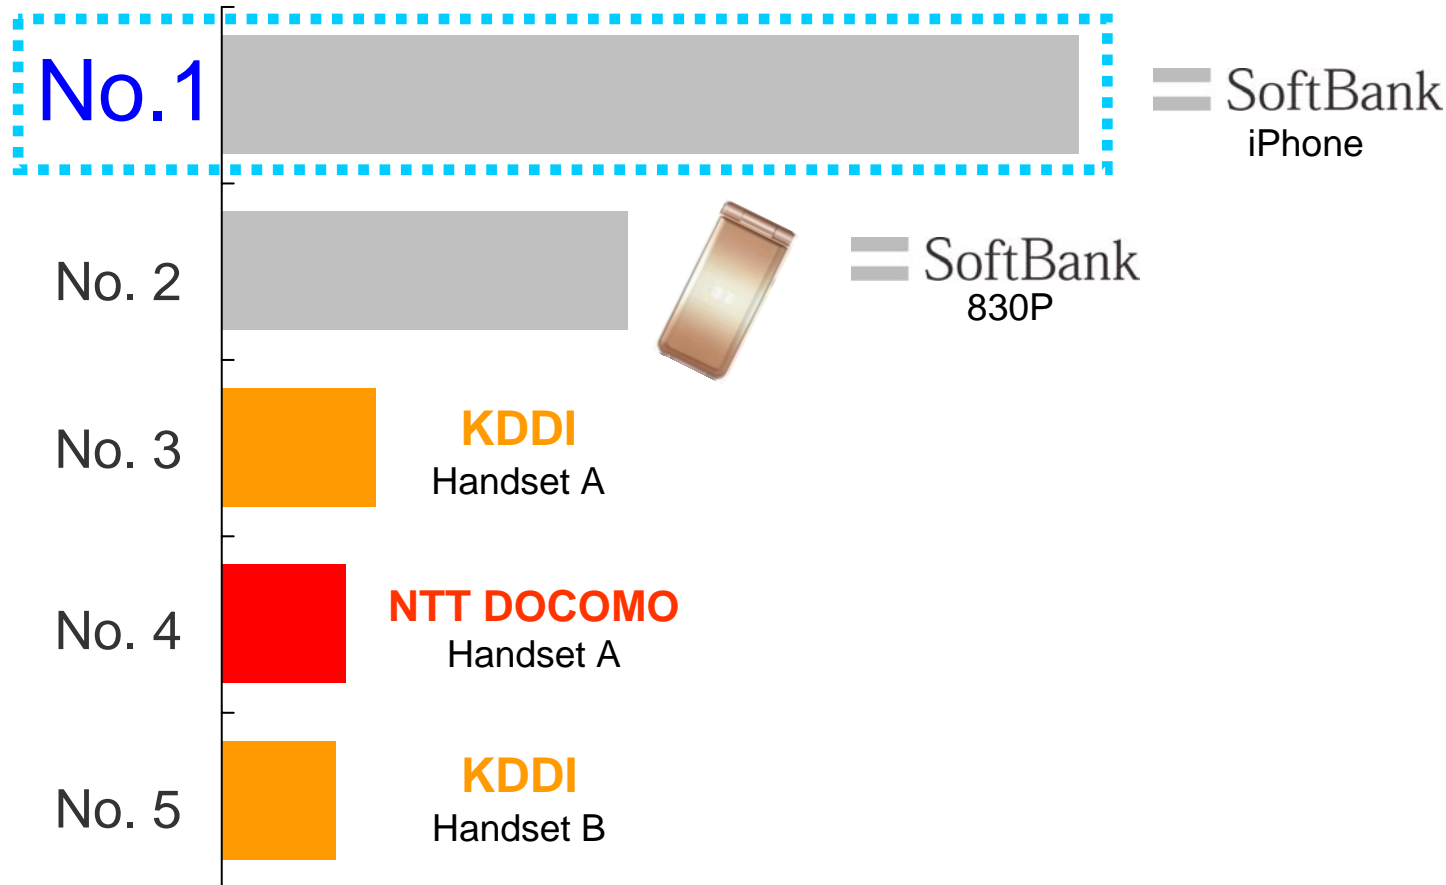 No.1
SoftBank
iPhone
No. 2
SoftBank
830P
No. 3
KDDI
Handset A
No. 4
NTT DOCOMO
Handset A
No. 5
KDDI
Handset B